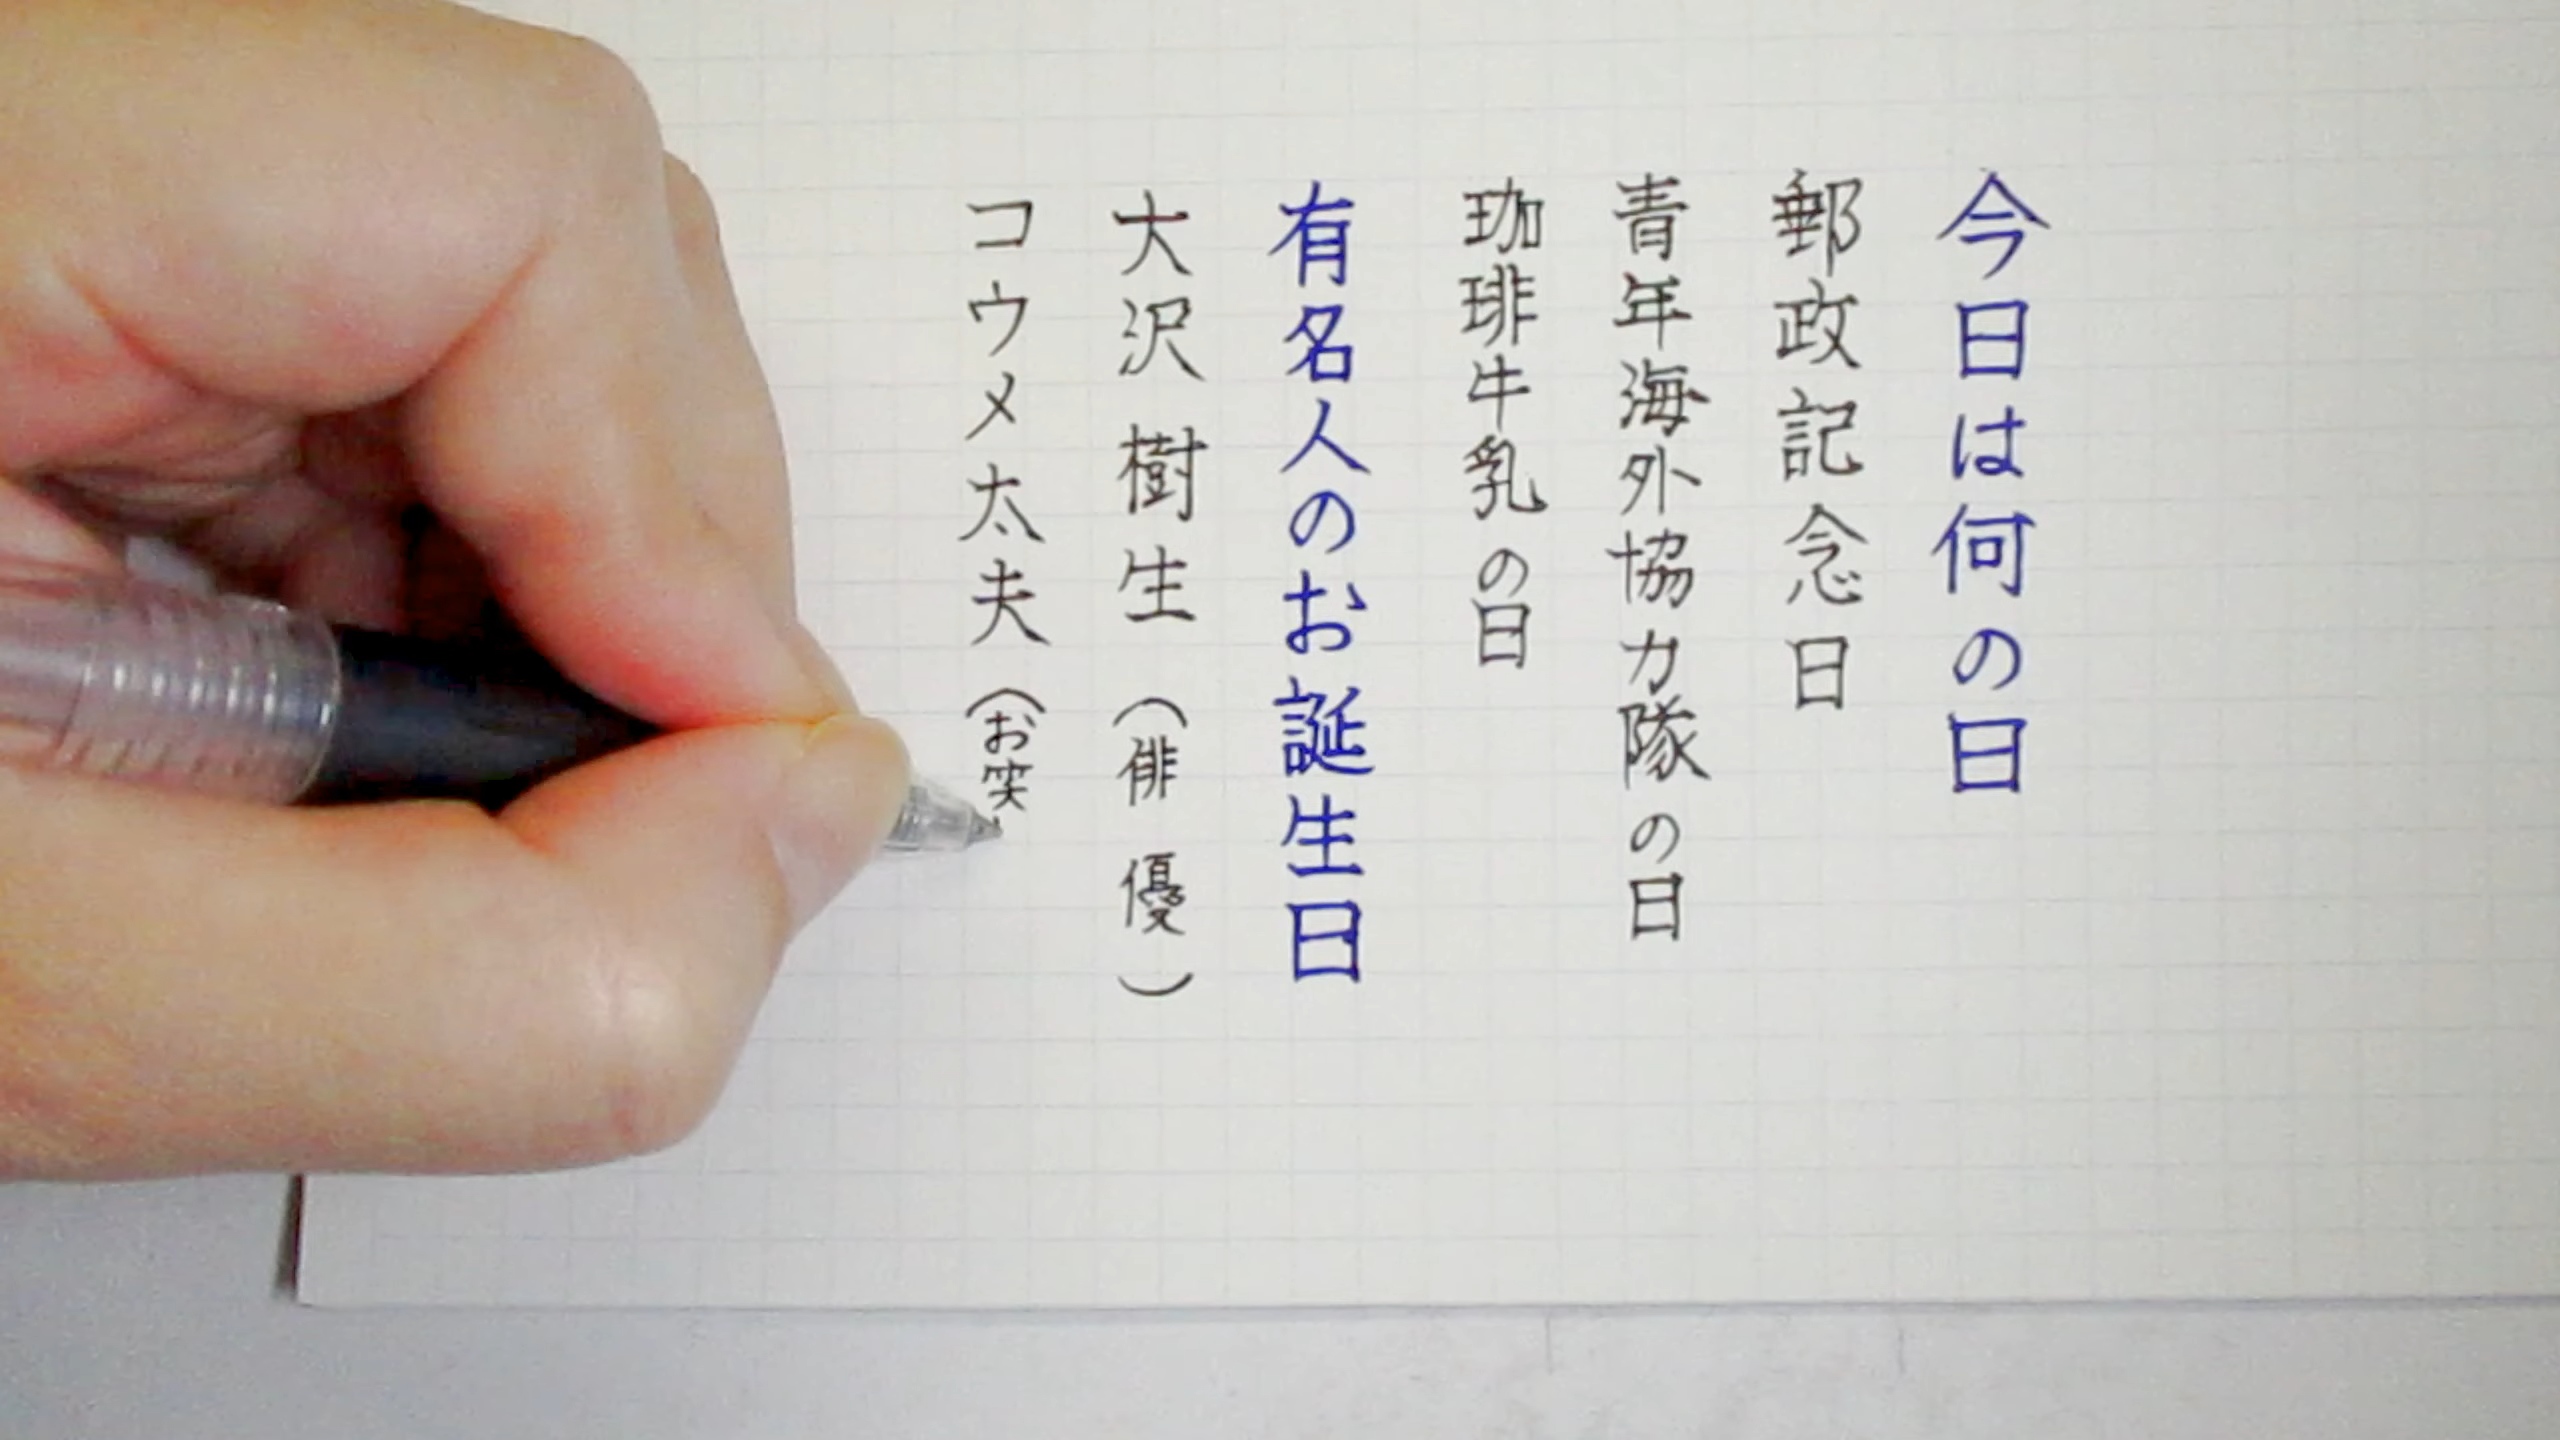 今日は何の日
郵政記念日
青年海外協力隊の日
珈琲牛乳の日
有名人のお誕生日
大沢樹生（俳優）
コウメ太夫（お笑